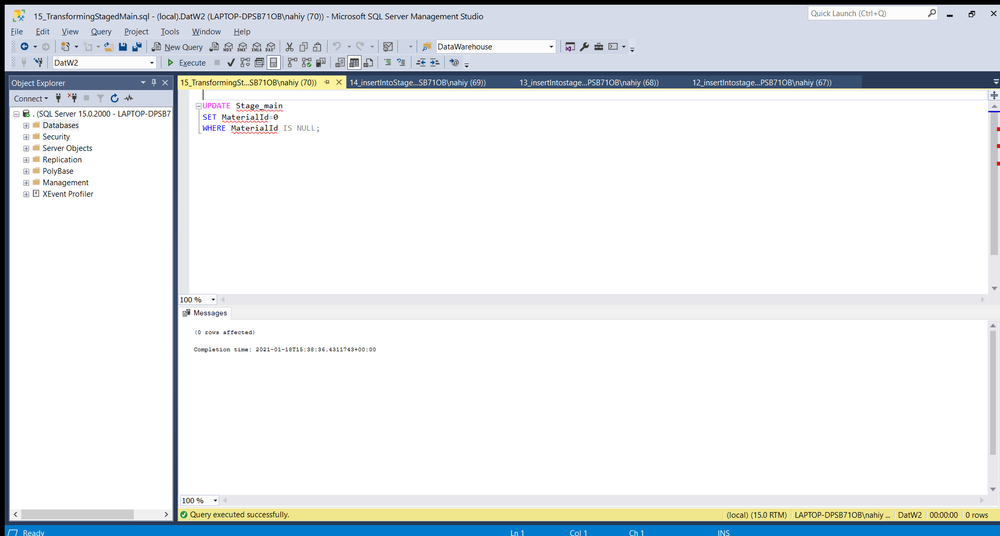 15_TransformingStagedMain.sql - (local).DatW2 (LAPTOP-DPSB71OB\nahiy (70)) - Microsoft SQL Server Management Studio
Quick Launch (Ctrl+Q)
File Edit View Query Project Tools Window Help
New Query MDX DMX XMLA DAX DataWarehouse
DatW2 Execute
Object Explorer
15_TransformingSt...SB71OB\nahiy (70)) 14_insertIntoStage...SB71OB\nahiy (69)) 13_insertIntostage...PSB71OB\nahiy (68)) 12_insertIntostage...PSB71OB\nahiy (67))
Connect
. (SQL Server 15.0.2000 - LAPTOP-DPSB7
Databases
Security
Server Objects
Replication
PolyBase
Management
XEvent Profiler
UPDATE Stage_main
SET MaterialId=0
WHERE MaterialId IS NULL;
100 %
Messages
(0 rows affected)
Completion time: 2021-01-18T15:38:36.4311743+00:00
100 %
Query executed successfully. (local) (15.0 RTM) LAPTOP-DPSB71OB\nahiy ... DatW2 00:00:00 0 rows
Ready Ln 1 Col 1 Ch 1 INS